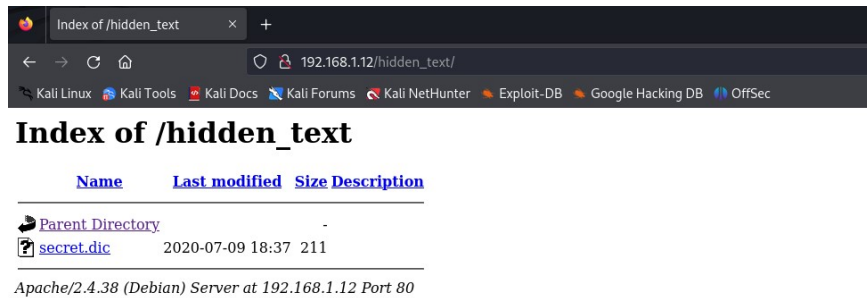 Index of /hidden_text
192.168.1.12/hidden_text/
Kali Linux Kali Tools Kali Docs Kali Forums Kali NetHunter Exploit-DB Google Hacking DB OffSec
Index of /hidden_text
Name Last modified Size Description
Parent Directory -
secret.dic 2020-07-09 18:37 211
Apache/2.4.38 (Debian) Server at 192.168.1.12 Port 80